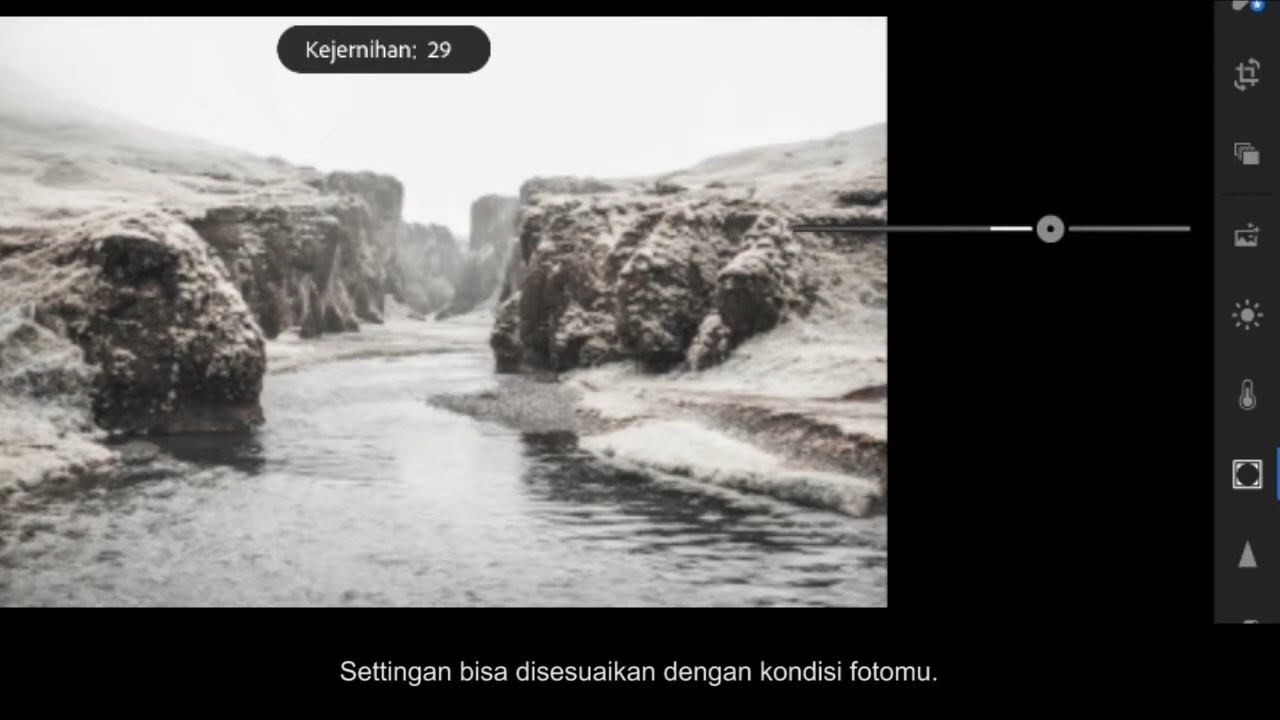 Kejernihan: 29
Settingan bisa disesuaikan dengan kondisi fotomu.